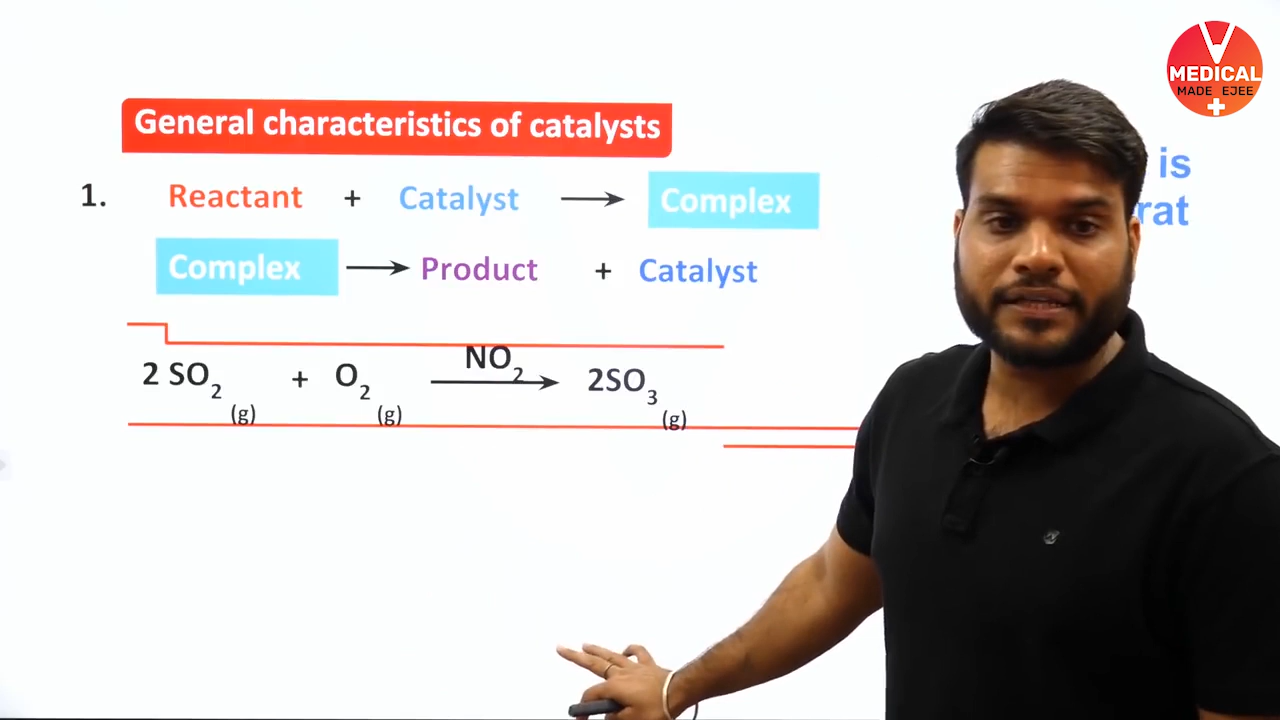 MEDICAL
MADE EJEE
General characteristics of catalysts
is
1. Reactant + Catalyst → Complex
Complex → Product + Catalyst
2 SO2 (g) + O2 (g) NO2 → 2SO3 (g)